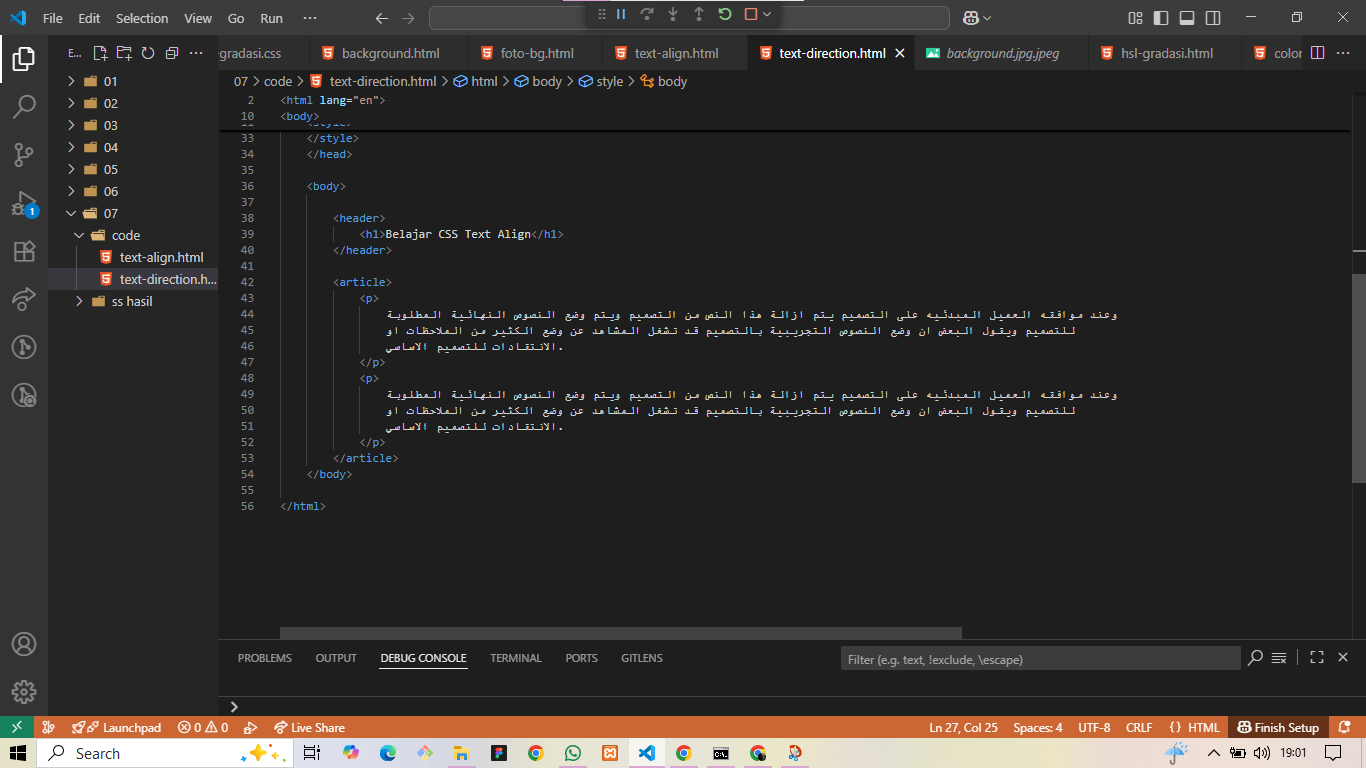 File Edit Selection View Go Run ···
E... ···
gradasi.css background.html foto-bg.html text-align.html text-direction.html background.jpg.jpeg hsl-gradasi.html color ···
07 > code > text-direction.html > html > body > style > body
01
02
03
04
05
06
07
code
text-align.html
text-direction.h...
ss hasil
2 <html lang="en">
10 <body>
11 <style>
33 </style>
34 </head>
35
36 <body>
37
38 <header>
39 <h1>Belajar CSS Text Align</h1>
40 </header>
41
42 <article>
43 <p>
44 وعند موافقه العميل المبدئيه على التصميم يتم ازالة هذا النص من التصميم ويتم وضع النصوص النهائية المطلوبة
45 للتصميم ويقول البعض ان وضع النصوص التجريبية بالتصميم قد تشغل المشاهد عن وضع الكثير من الملاحظات او
46 الانتقادات للتصميم الاساسي.
47 </p>
48 <p>
49 وعند موافقه العميل المبدئيه على التصميم يتم ازالة هذا النص من التصميم ويتم وضع النصوص النهائية المطلوبة
50 للتصميم ويقول البعض ان وضع النصوص التجريبية بالتصميم قد تشغل المشاهد عن وضع الكثير من الملاحظات او
51 الانتقادات للتصميم الاساسي.
52 </p>
53 </article>
54 </body>
55
56 </html>
PROBLEMS OUTPUT DEBUG CONSOLE TERMINAL PORTS GITLENS
Filter (e.g. text, !exclude, \escape)
1
Launchpad 0 0 Live Share Ln 27, Col 25 Spaces: 4 UTF-8 CRLF {} HTML Finish Setup
Search 19:01